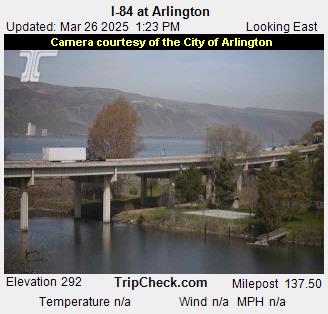 I-84 at Arlington
Updated: Mar 26 2025 1:23 PM Looking East
Camera courtesy of the City of Arlington
Elevation 292 TripCheck.com Milepost 137.50
Temperature n/a Wind n/a MPH n/a